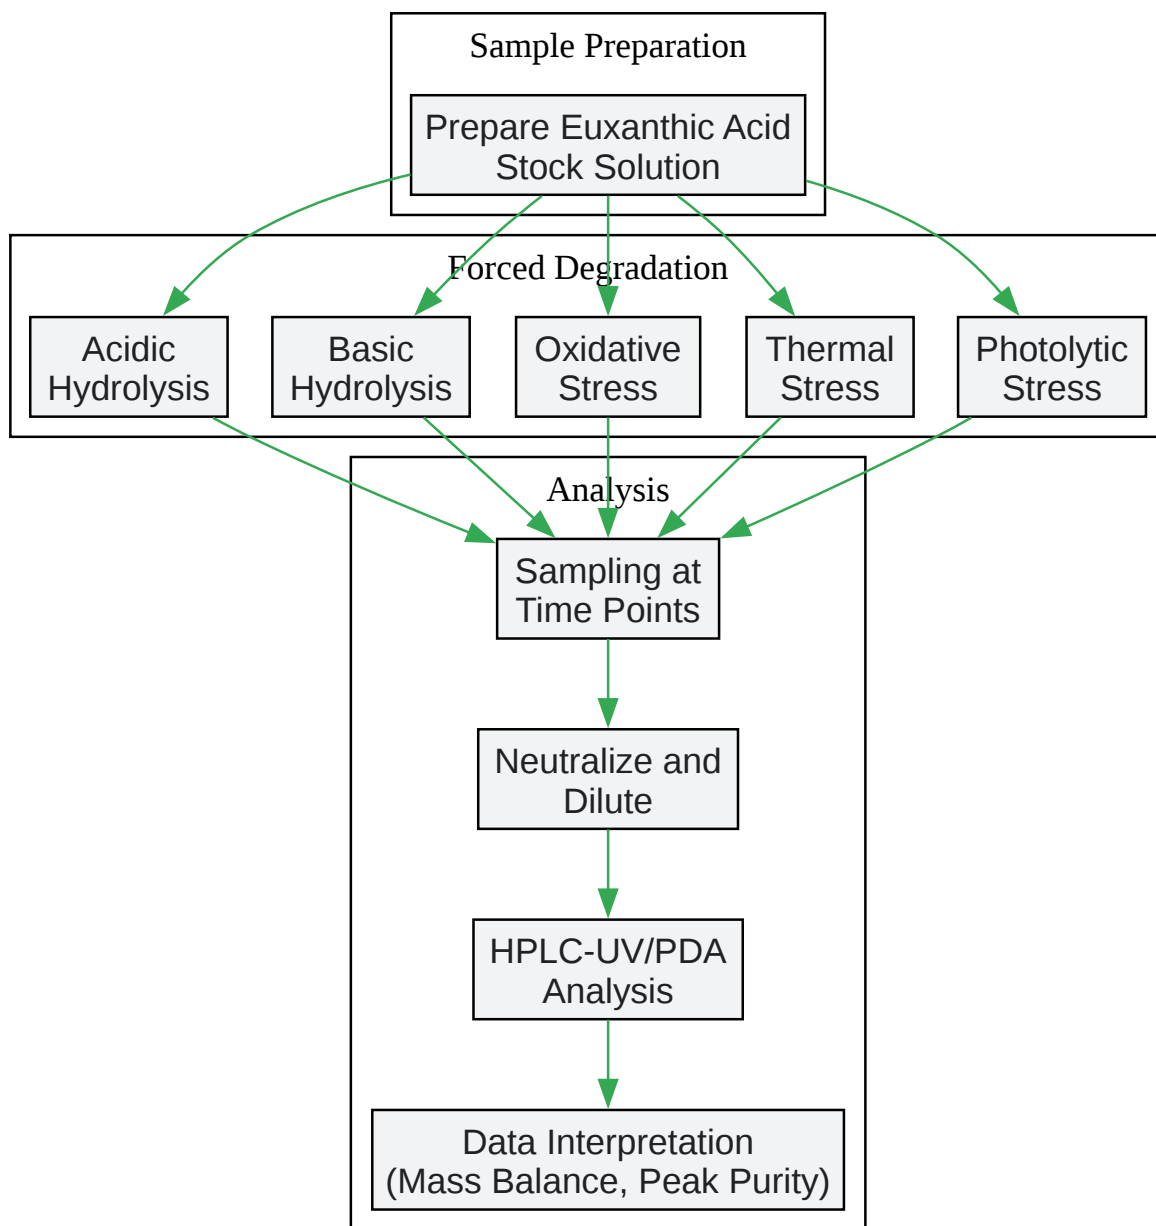 Sample Preparation
Prepare Euxanthic Acid
Stock Solution
Forced Degradation
Acidic
Hydrolysis
Basic
Hydrolysis
Oxidative
Stress
Thermal
Stress
Photolytic
Stress
Analysis
Sampling at
Time Points
Neutralize and
Dilute
HPLC-UV/PDA
Analysis
Data Interpretation
(Mass Balance, Peak Purity)